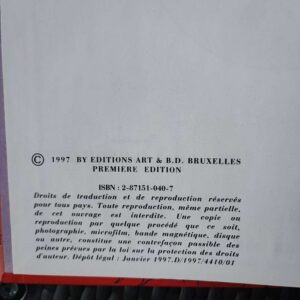 © 1997 BY EDITIONS ART & B.D. BRUXELLES
PREMIERE EDITION
ISBN : 2-87151-040-7
Droits de traduction et de reproduction réservés
pour tous pays. Toute reproduction, même partielle,
de cet ouvrage est interdite. Une copie ou
reproduction par quelque procédé que ce soit,
photographie, microfilm, bande magnétique, disque
ou autre, constitue une contrefaçon passible des
peines prévues par la loi sur la protection des droits
d'auteur. Dépôt légal : Janvier 1997.D/1997/4410/01